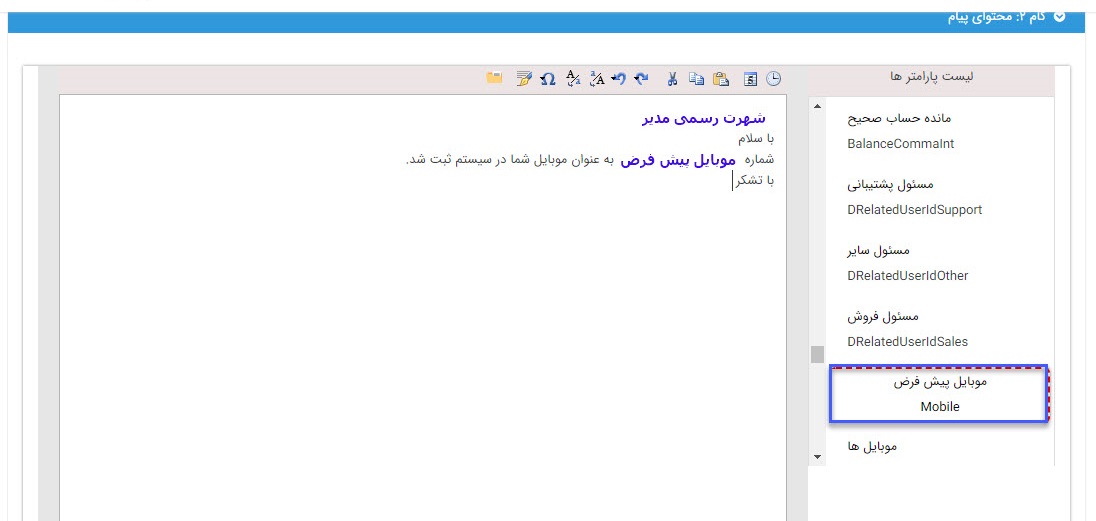 گام ۲: محتوای پیام
لیست پارامتر ها
شهرت رسمی مدیر
با سلام
شماره موبایل پیش فرض به عنوان موبایل شما در سیستم ثبت شد.
با تشکر
مانده حساب صحیح
BalanceCommaInt
مسئول پشتیبانی
DRelatedUserIdSupport
مسئول سایر
DRelatedUserIdOther
مسئول فروش
DRelatedUserIdSales
موبایل پیش فرض
Mobile
موبایل ها